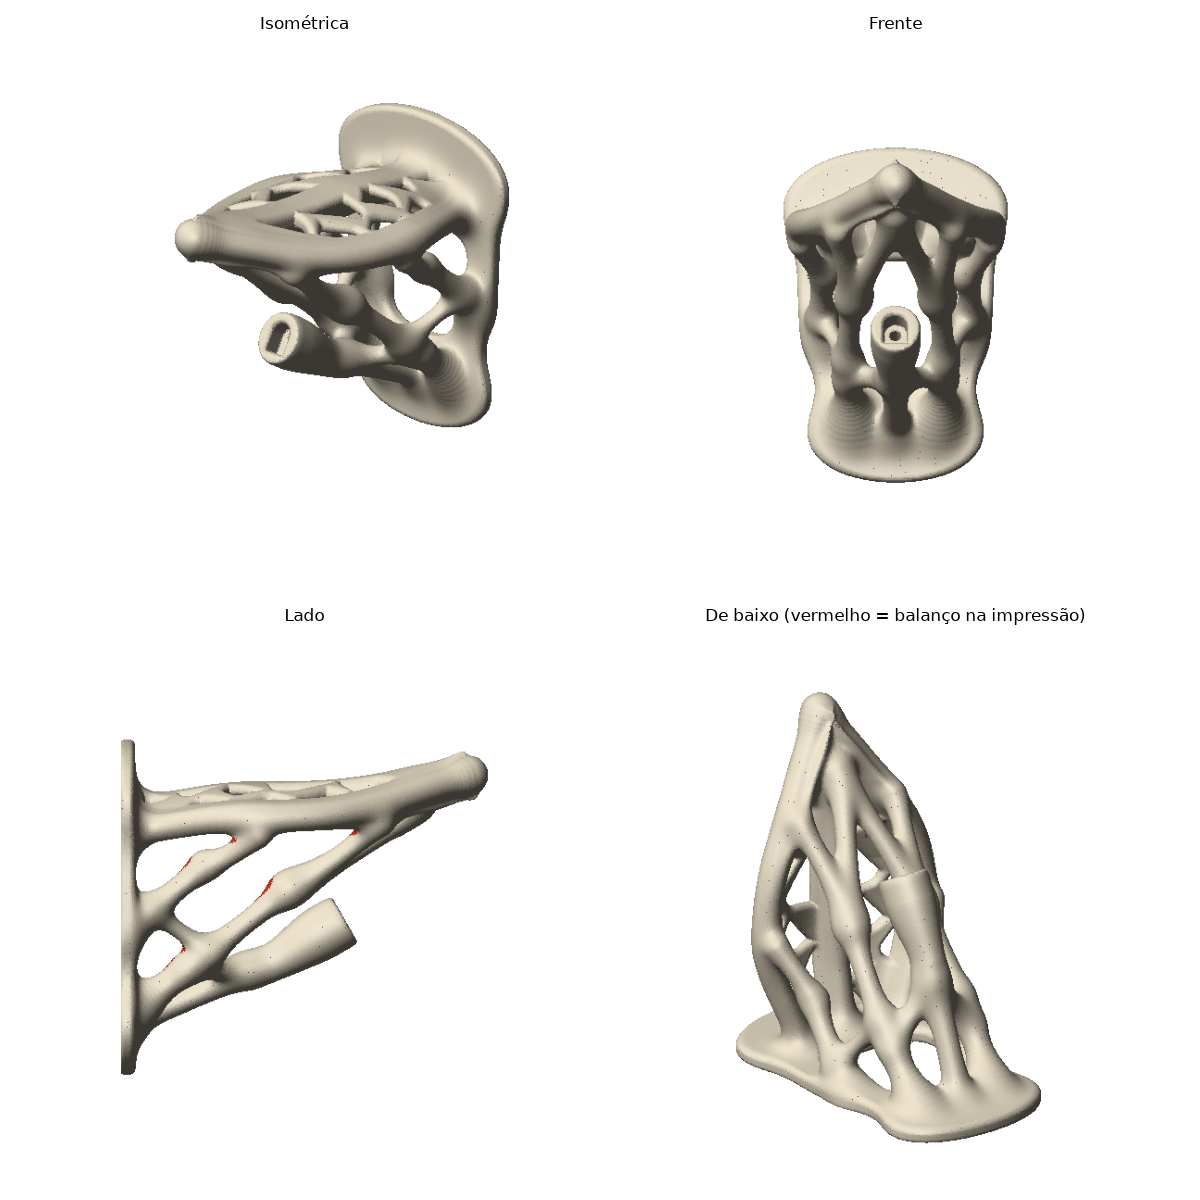 Isométrica
Frente
Lado
De baixo (vermelho = balanço na impressão)